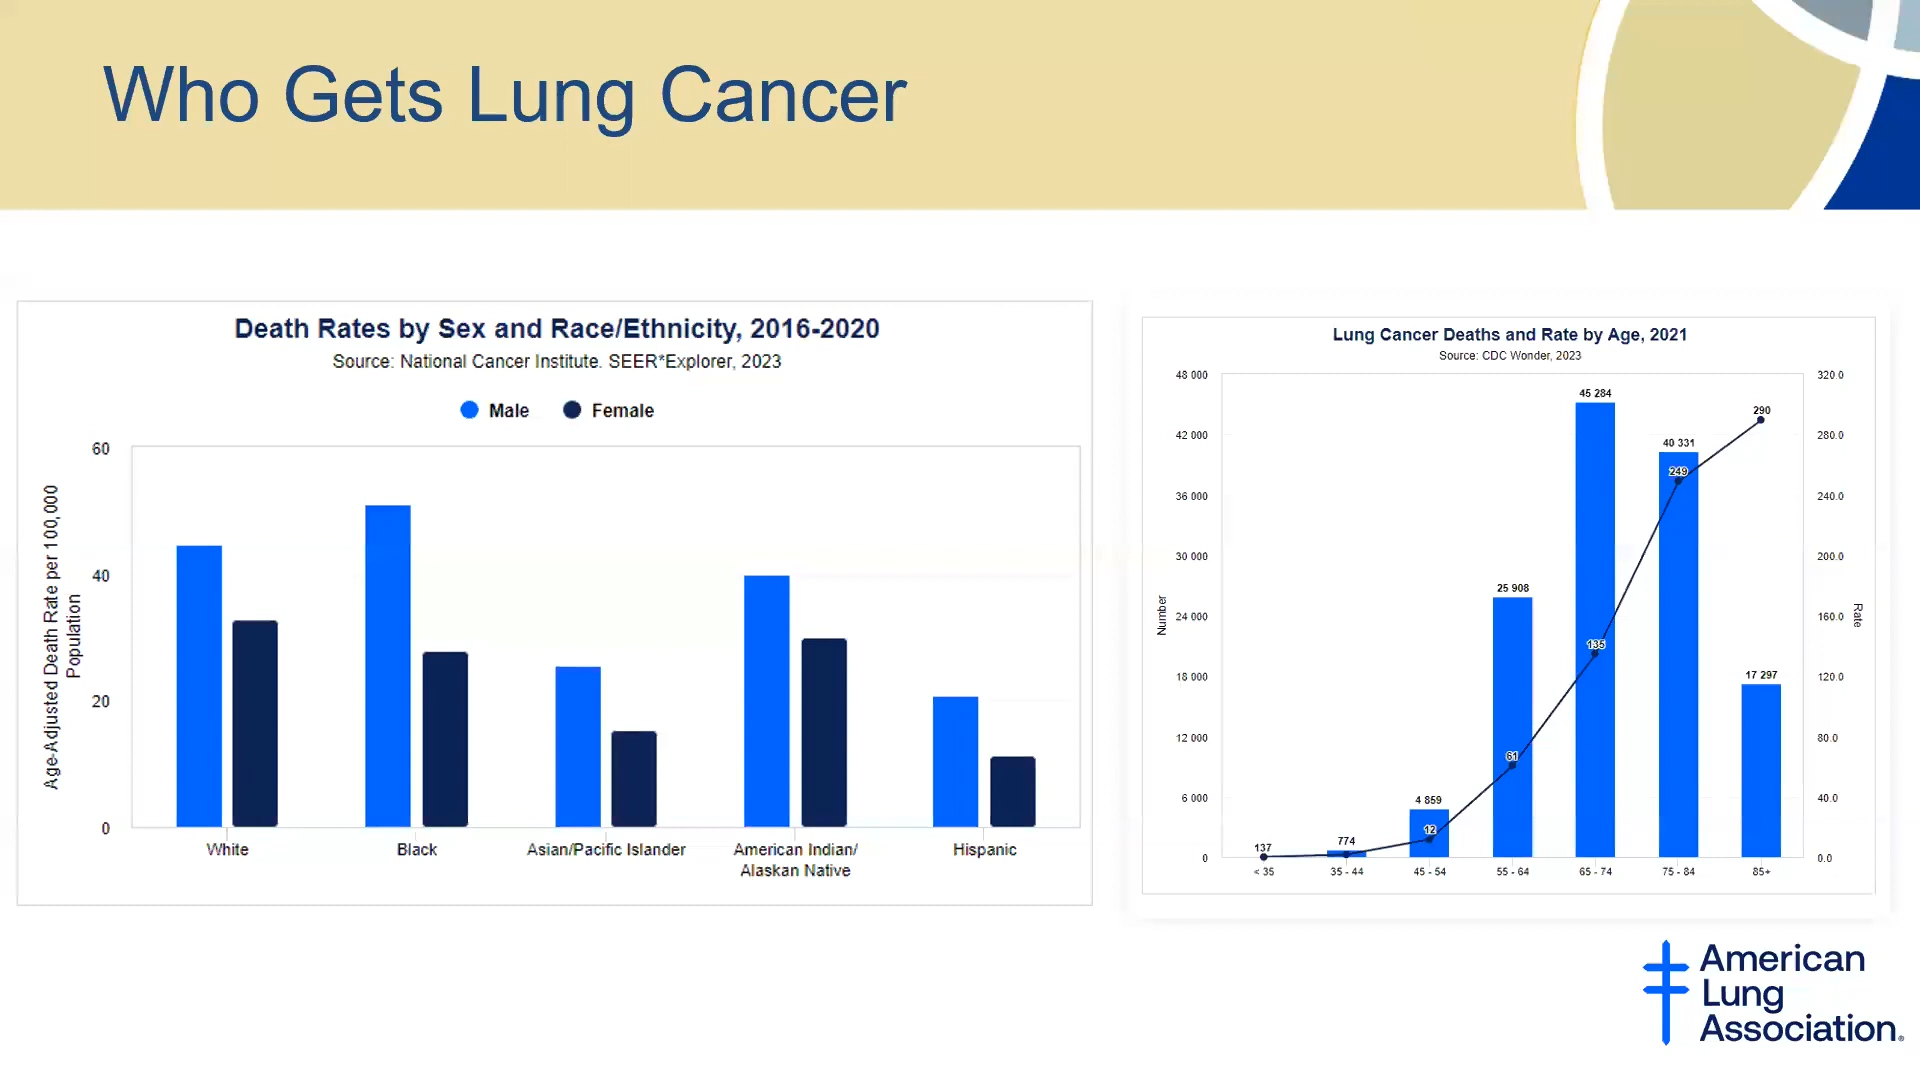 Who Gets Lung Cancer
Death Rates by Sex and Race/Ethnicity, 2016-2020
Source: National Cancer Institute. SEER*Explorer, 2023
Male
Female
Age-Adjusted Death Rate per 100,000
Population
60
40
20
0
White
Black
Asian/Pacific Islander
American Indian/
Alaskan Native
Hispanic
Lung Cancer Deaths and Rate by Age, 2021
Source: CDC Wonder, 2023
Number
48 000
42 000
36 000
30 000
24 000
18 000
12 000
6 000
0
137
774
4 859
25 908
45 284
40 331
17 297
12
61
135
249
290
320.0
280.0
240.0
200.0
160.0
120.0
80.0
40.0
0.0
Rate
< 35
35 - 44
45 - 54
55 - 64
65 - 74
75 - 84
85+
American
Lung
Association®